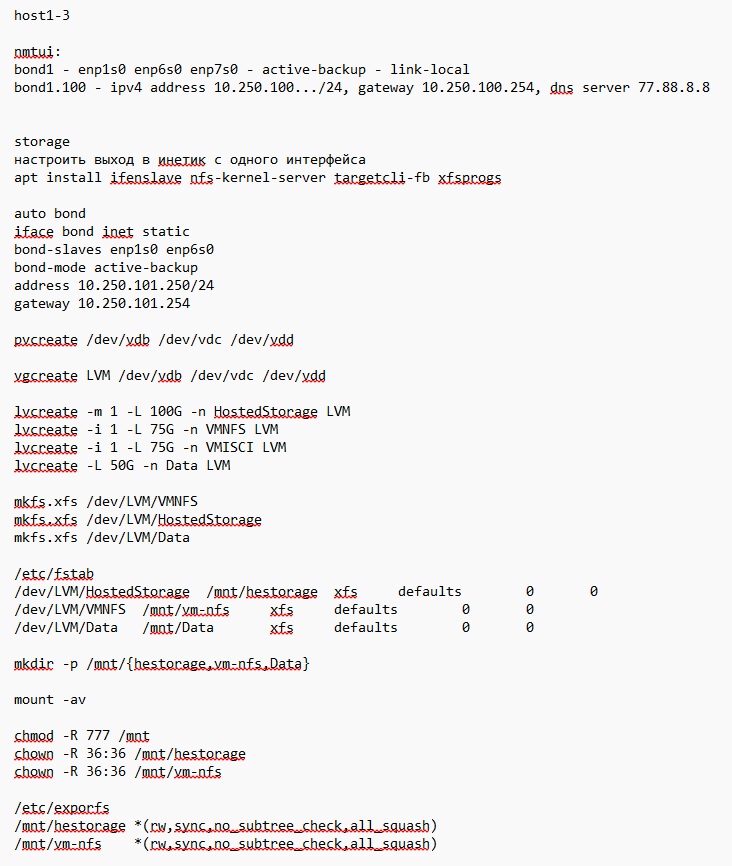 host1-3
nmtui:
bond1 - enp1s0 enp6s0 enp7s0 - active-backup - link-local
bond1.100 - ipv4 address 10.250.100.../24, gateway 10.250.100.254, dns server 77.88.8.8
storage
настроить выход в инетик с одного интерфейса
apt install ifenslave nfs-kernel-server targetcli-fb xfsprogs
auto bond
iface bond inet static
bond-slaves enp1s0 enp6s0
bond-mode active-backup
address 10.250.101.250/24
gateway 10.250.101.254
pvcreate /dev/vdb /dev/vdc /dev/vdd
vgcreate LVM /dev/vdb /dev/vdc /dev/vdd
lvcreate -m 1 -L 100G -n HostedStorage LVM
lvcreate -i 1 -L 75G -n VMNFS LVM
lvcreate -i 1 -L 75G -n VMISCI LVM
lvcreate -L 50G -n Data LVM
mkfs.xfs /dev/LVM/VMNFS
mkfs.xfs /dev/LVM/HostedStorage
mkfs.xfs /dev/LVM/Data
/etc/fstab
/dev/LVM/HostedStorage /mnt/hestorage xfs defaults 0 0
/dev/LVM/VMNFS /mnt/vm-nfs xfs defaults 0 0
/dev/LVM/Data /mnt/Data xfs defaults 0 0
mkdir -p /mnt/{hestorage,vm-nfs,Data}
mount -av
chmod -R 777 /mnt
chown -R 36:36 /mnt/hestorage
chown -R 36:36 /mnt/vm-nfs
/etc/exporfs
/mnt/hestorage *(rw,sync,no_subtree_check,all_squash)
/mnt/vm-nfs *(rw,sync,no_subtree_check,all_squash)